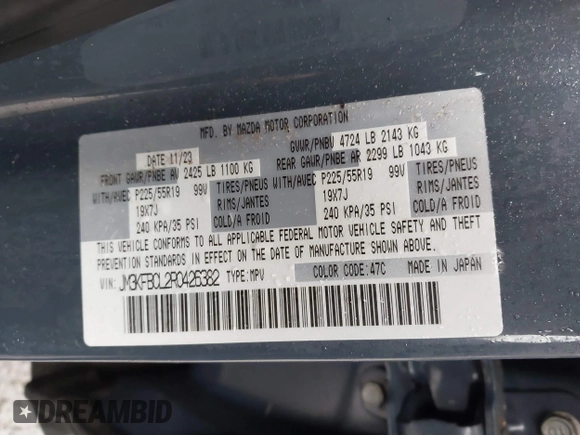 MFD. BY MAZDA MOTOR CORPORATION
DATE 11/23 GVWR/PNBV 4724 LB 2143 KG
FRONT GAWR/PNBE AV 2425 LB 1100 KG REAR GAWR/PNBE AR 2299 LB 1043 KG
WITH/AVEC P225/55R19 99V TIRES/PNEUS WITH/AVEC P225/55R19 99V TIRES/PNEUS
19X7J RIMS/JANTES 19X7J RIMS/JANTES
240 KPA/35 PSI COLD/A FROID 240 KPA/35 PSI COLD/A FROID
THIS VEHICLE CONFORMS TO ALL APPLICABLE FEDERAL MOTOR VEHICLE SAFETY AND THEFT
PREVENTION STANDARDS IN EFFECT ON THE DATE OF MANUFACTURE SHOWN ABOVE.
VIN: JM3KFBCL2R0426382 TYPE:MPV COLOR CODE:47C MADE IN JAPAN
DREAMBID